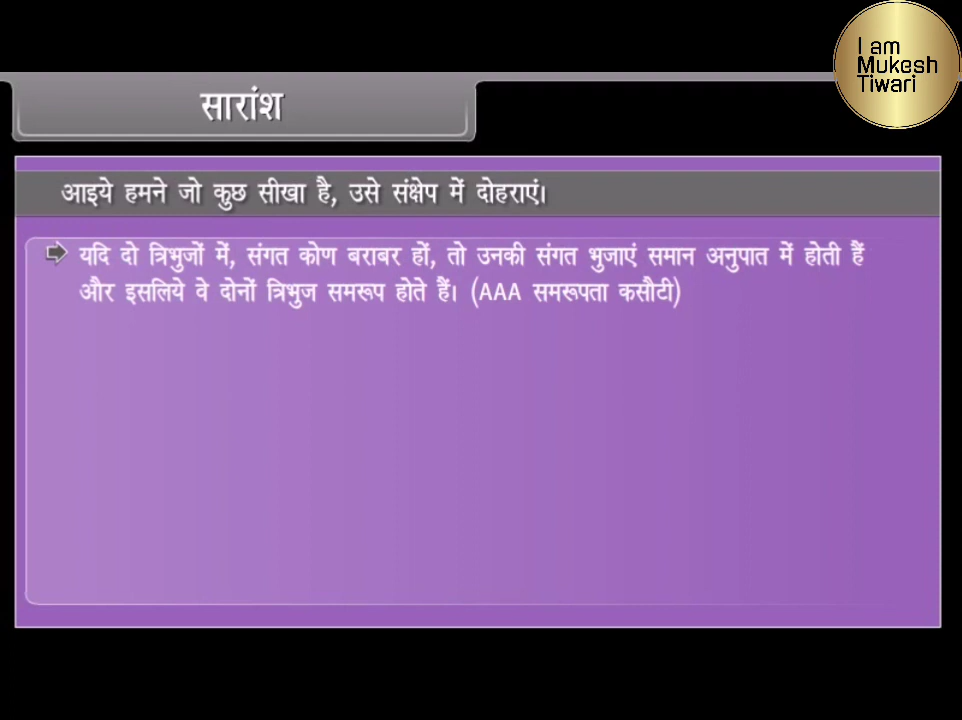 I am
Mukesh
Tiwari
सारांश
आइये हमने जो कुछ सीखा है, उसे संक्षेप में दोहराएं।
यदि दो त्रिभुजों में, संगत कोण बराबर हों, तो उनकी संगत भुजाएं समान अनुपात में होती हैं
और इसलिये वे दोनों त्रिभुज समरूप होते हैं। (AAA समरूपता कसौटी)